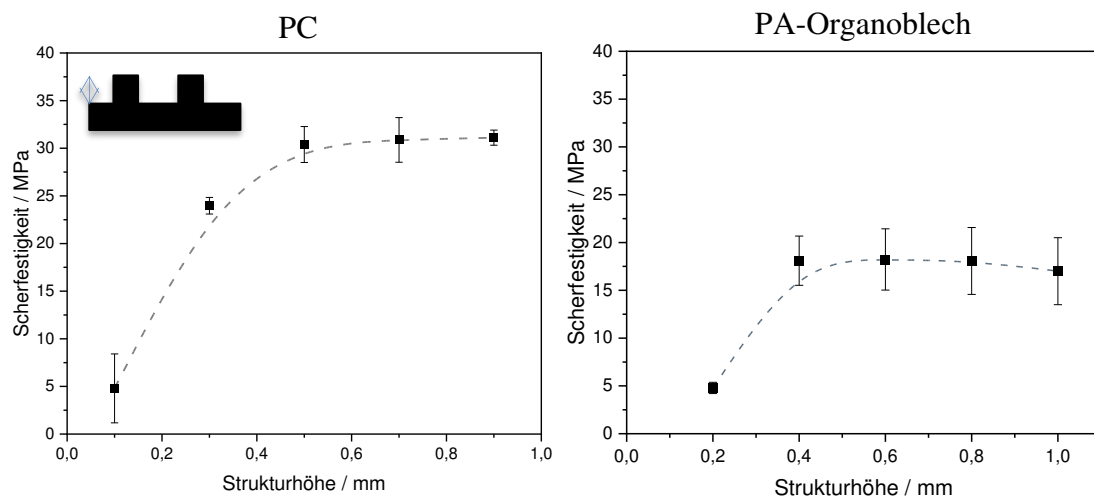 PC
40
35
30
25
20
15
10
5
0
Scherfestigkeit / MPa
0,0 0,2 0,4 0,6 0,8 1,0
Strukturhöhe / mm
PA-Organoblech
40
35
30
25
20
15
10
5
0
Scherfestigkeit / MPa
0,0 0,2 0,4 0,6 0,8 1,0
Strukturhöhe / mm